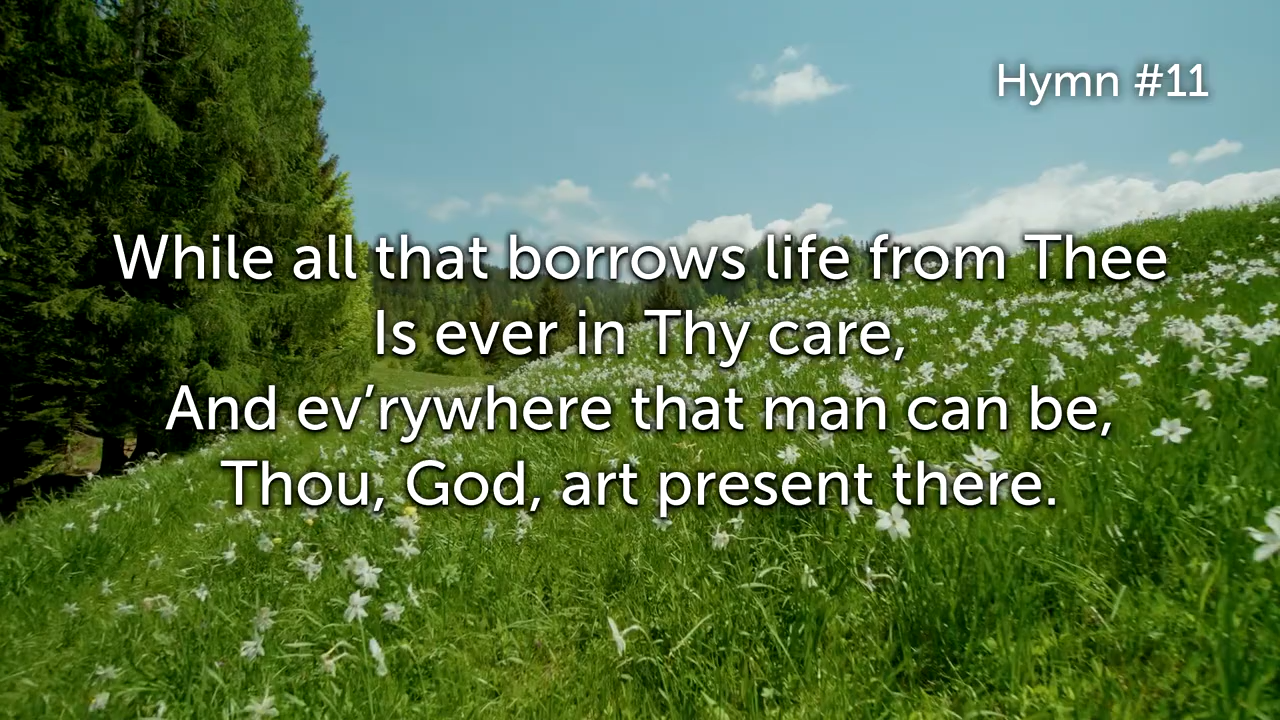 Hymn #11
While all that borrows life from Thee
Is ever in Thy care,
And ev’rywhere that man can be,
Thou, God, art present there.